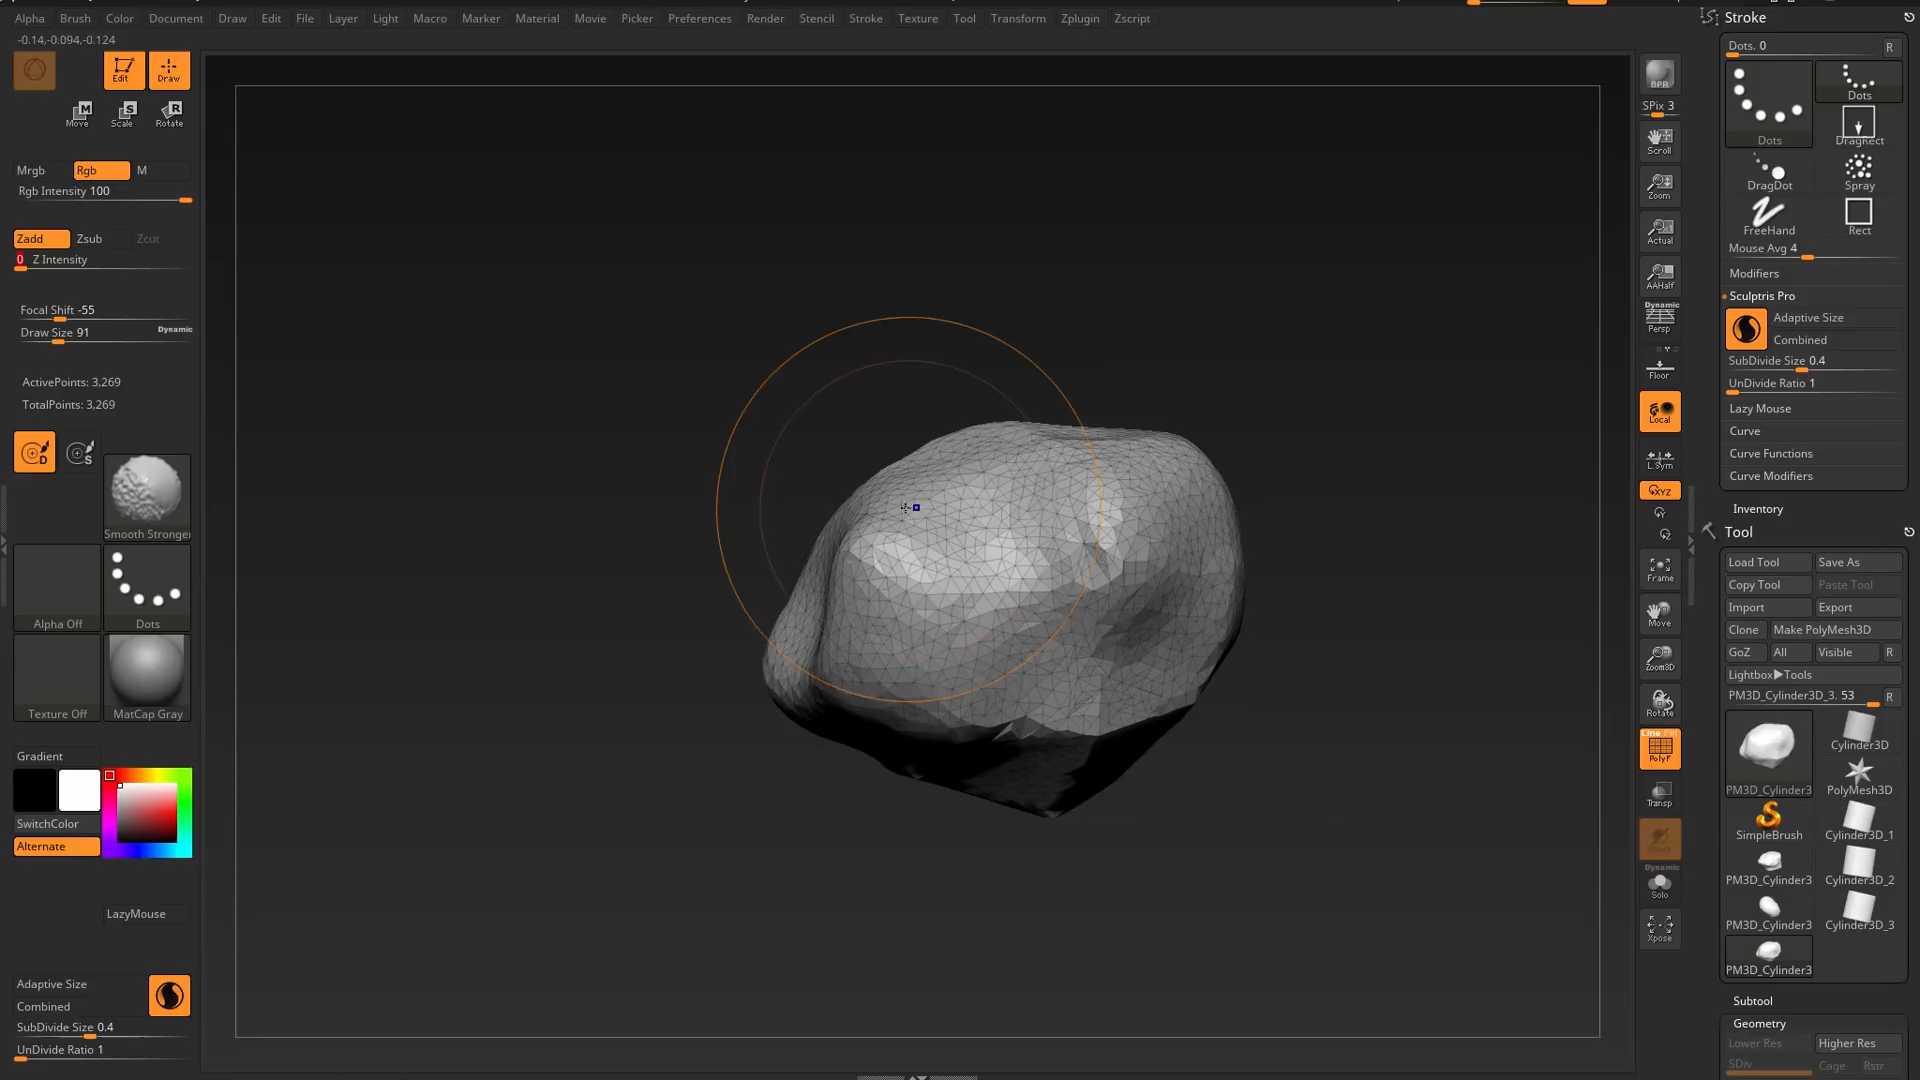 Alpha Brush Color Document Draw Edit File Layer Light Macro Marker Material Movie Picker Preferences Render Stencil Stroke Texture Tool Transform Zplugin Zscript
-0.14,-0.094,-0.124
Edit Draw
Move Scale Rotate
Mrgb Rgb M
Rgb Intensity 100
Zadd Zsub Zcut
0 Z Intensity
Focal Shift -55
Draw Size 91 Dynamic
ActivePoints: 3,269
TotalPoints: 3,269
D S
Smooth Stronger
Alpha Off Dots
Texture Off MatCap Gray
Gradient
SwitchColor
Alternate
LazyMouse
Adaptive Size
Combined
SubDivide Size 0.4
UnDivide Ratio 1
BPR
SPix 3
Scroll
Zoom
Actual
AAHalf
Dynamic
Persp
Floor
Local
L.Sym
XYZ
Frame
Move
Zoom3D
Rotate
Line Fill
PolyF
Transp
Dynamic
Solo
Xpose
Stroke
Dots. 0 R
Dots Dots
DragRect
DragDot Spray
FreeHand Rect
Mouse Avg 4
Modifiers
Sculptris Pro
Adaptive Size
Combined
SubDivide Size 0.4
UnDivide Ratio 1
Lazy Mouse
Curve
Curve Functions
Curve Modifiers
Inventory
Tool
Load Tool Save As
Copy Tool Paste Tool
Import Export
Clone Make PolyMesh3D
GoZ All Visible R
Lightbox▶Tools
PM3D_Cylinder3D_3. 53 R
Cylinder3D
PM3D_Cylinder3 PolyMesh3D
SimpleBrush Cylinder3D_1
PM3D_Cylinder3 Cylinder3D_2
PM3D_Cylinder3 Cylinder3D_3
PM3D_Cylinder3
Subtool
Geometry
Lower Res Higher Res
SDiv Cage Rstr